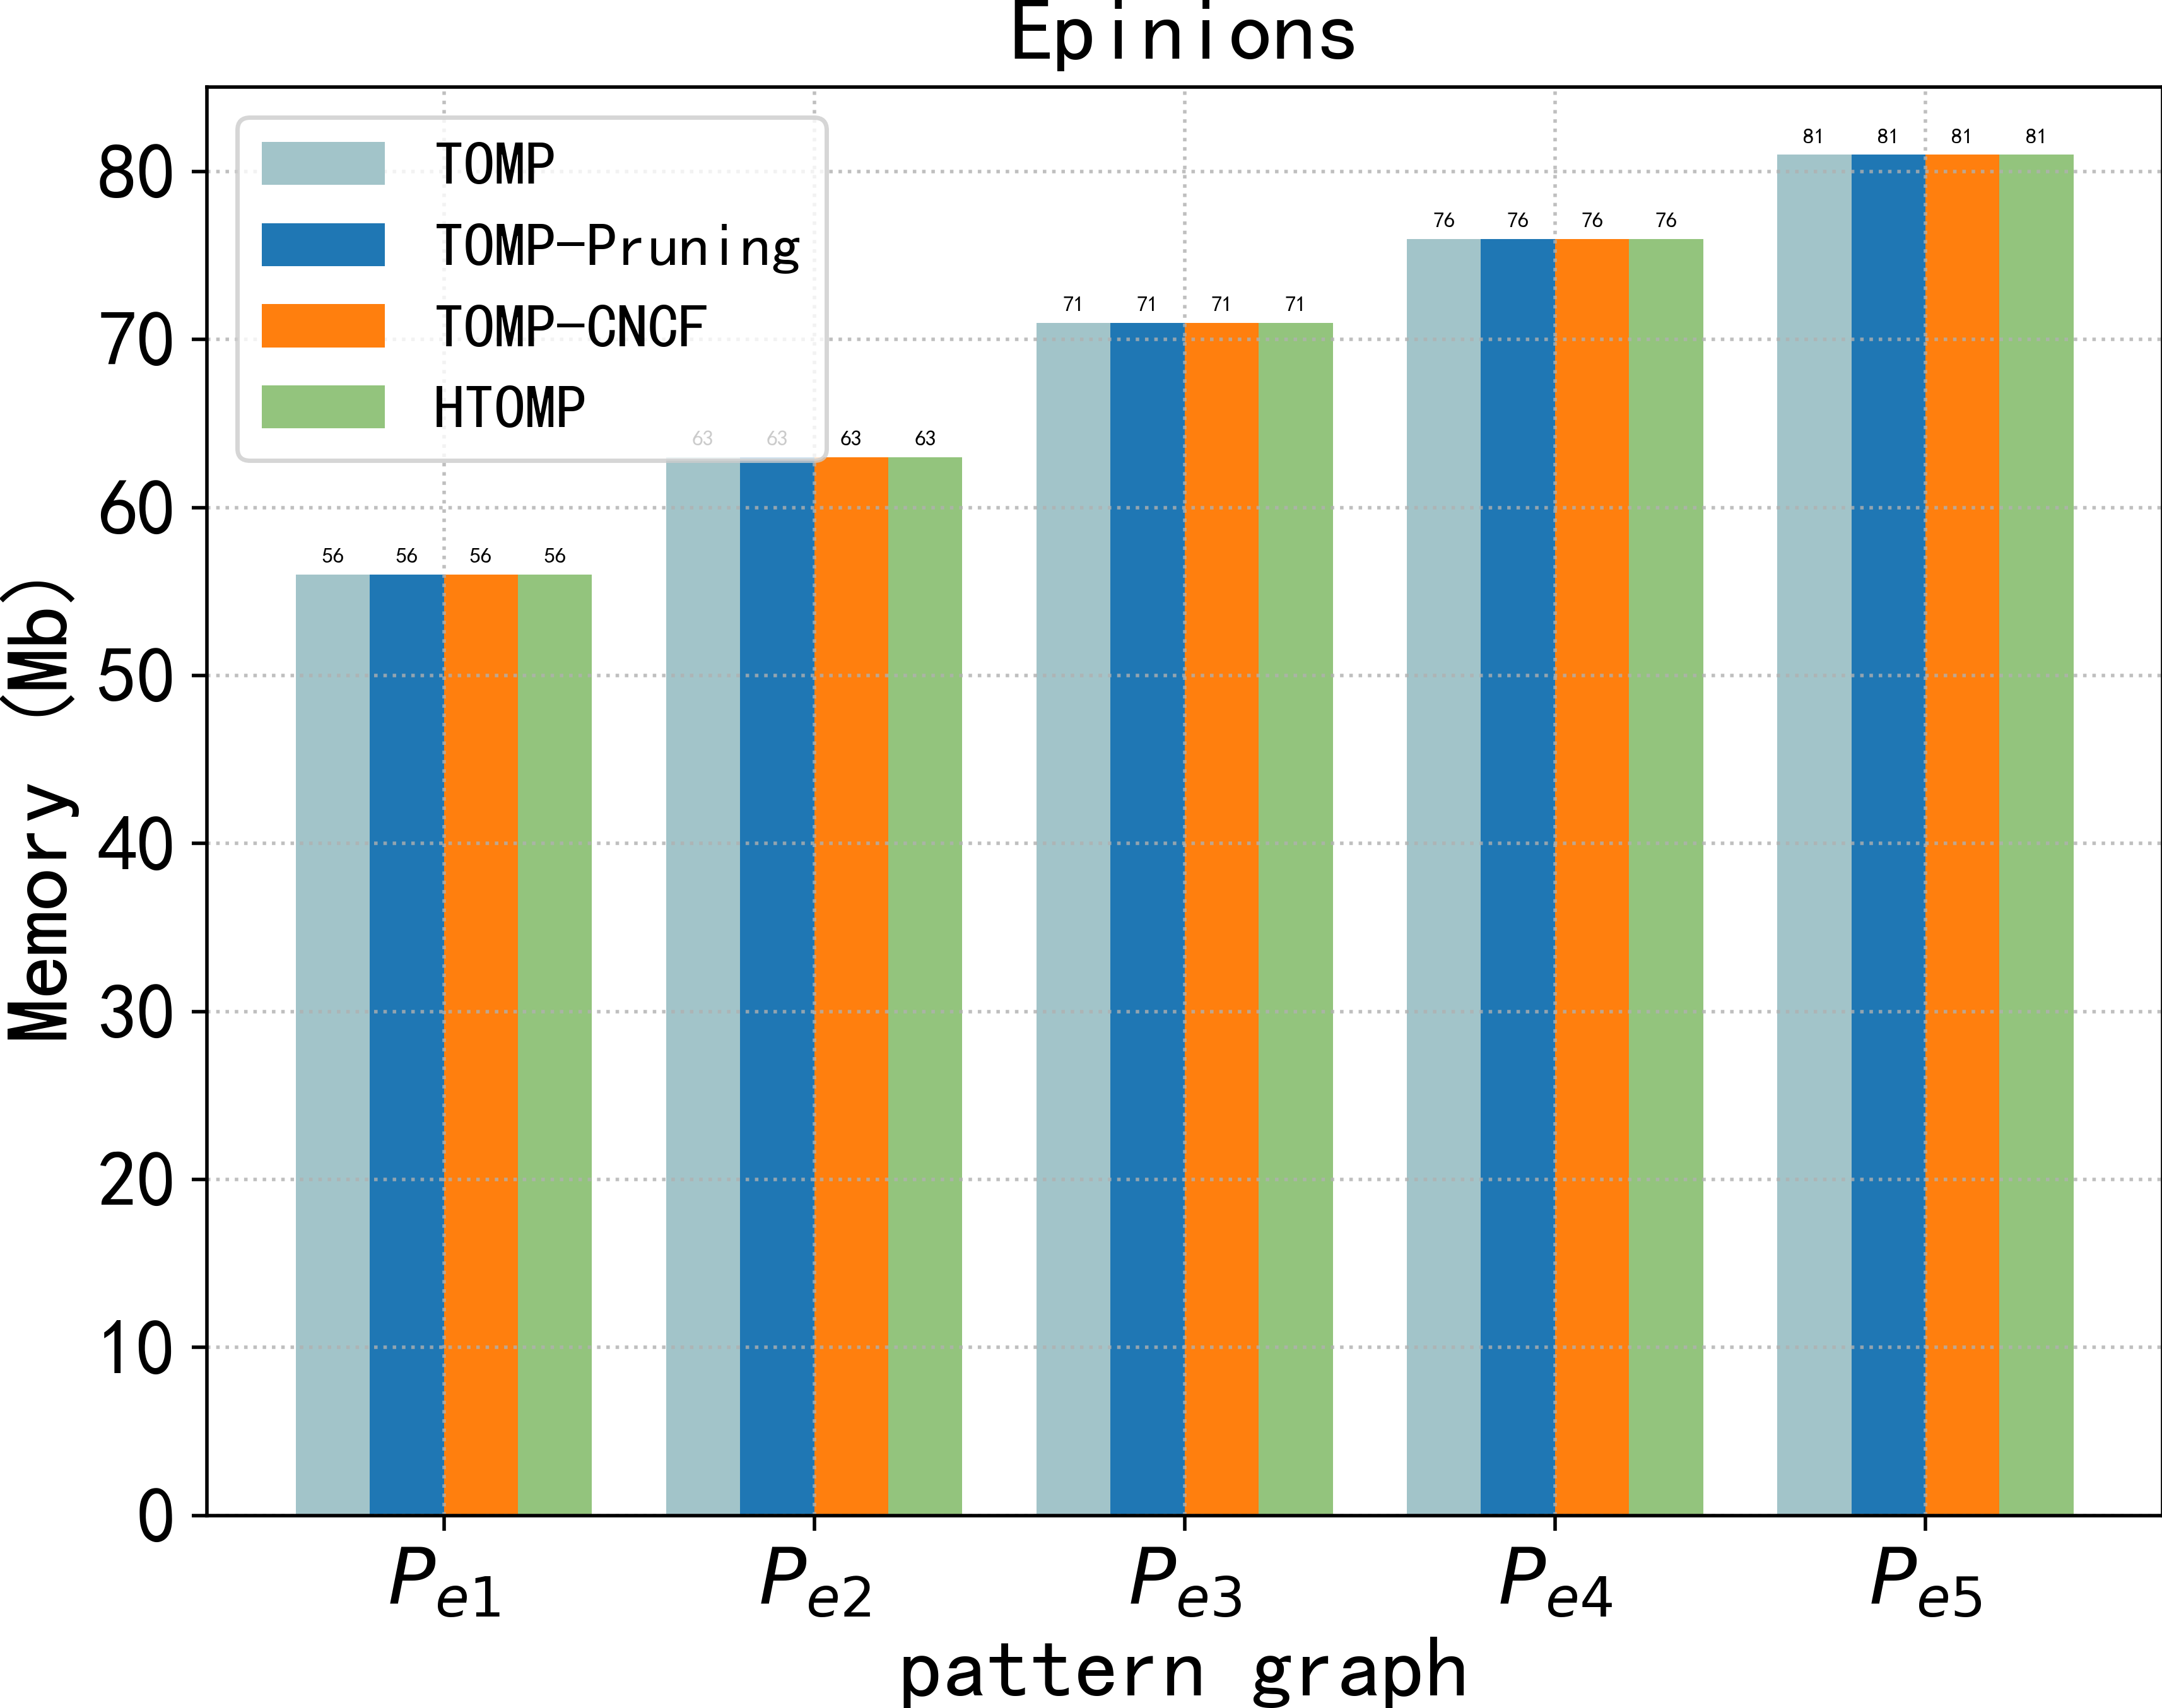 Epinions
TOMP
TOMP-Pruning
TOMP-CNCF
HTOMP
Memory (Mb)
80
70
60
50
40
30
20
10
0
56 56 56 56
63 63 63 63
71 71 71 71
76 76 76 76
81 81 81 81
Pe1 Pe2 Pe3 Pe4 Pe5
pattern graph